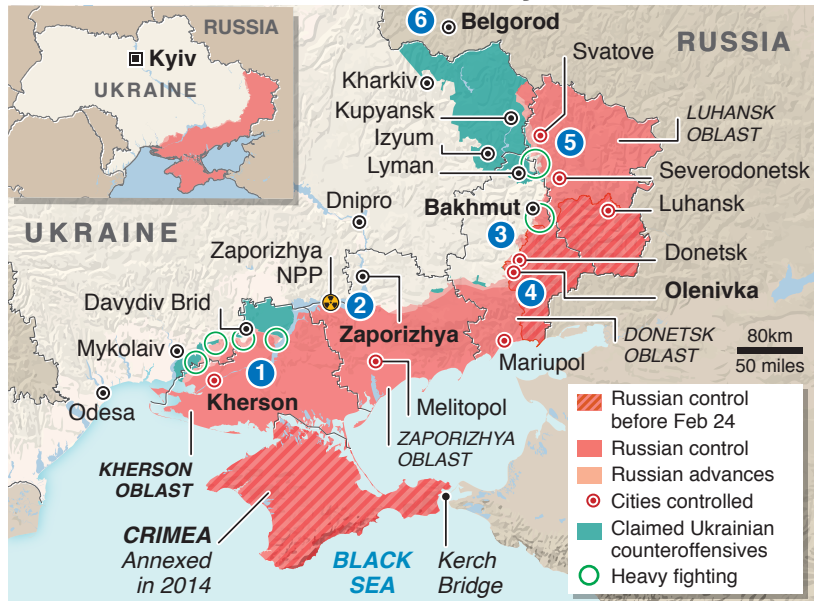 RUSSIA
Kyiv
UKRAINE
6
Belgorod
RUSSIA
Svatove
Kharkiv
Kupyansk
Izyum
Lyman
LUHANSK
OBLAST
5
Severodonetsk
Dnipro
Bakhmut
Luhansk
UKRAINE
3
Zaporizhya
NPP
Donetsk
Davydiv Brid
2
4
Olenivka
Zaporizhya
Mykolaiv
DONETSK
OBLAST
80km
50 miles
1
Mariupol
Kherson
Odesa
Melitopol
ZAPORIZHYA
OBLAST
KHERSON
OBLAST
CRIMEA
Annexed
in 2014
BLACK
SEA
Kerch
Bridge
Russian control
before Feb 24
Russian control
Russian advances
Cities controlled
Claimed Ukrainian
counteroffensives
Heavy fighting